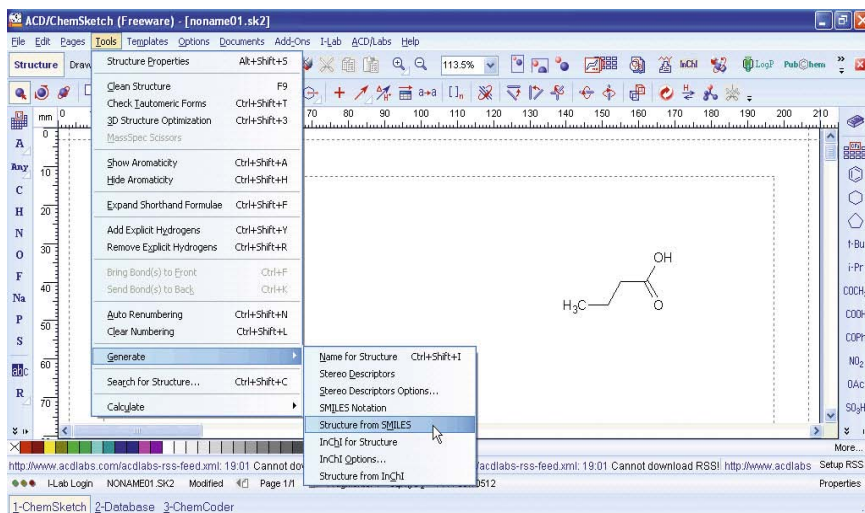 ACD/ChemSketch (Freeware) - [noname01.sk2]
File Edit Pages Tools Templates Options Documents Add-Ons I-Lab ACD/Labs Help
Structure Draw 113.5% InChI LogP PubChem
mm 0 70 80 90 100 110 120 130 140 150 160 170 180 190 200 210
0
10
20
30
40
50
60
70
A
Any
C
H
N
O
F
Na
P
S
abc
R
Structure Properties Alt+Shift+S
Clean Structure F9
Check Tautomeric Forms Ctrl+Shift+T
3D Structure Optimization Ctrl+Shift+3
MassSpec Scissors
Show Aromaticity Ctrl+Shift+A
Hide Aromaticity Ctrl+Shift+H
Expand Shorthand Formulae Ctrl+Shift+F
Add Explicit Hydrogens Ctrl+Shift+Y
Remove Explicit Hydrogens Ctrl+Shift+R
Bring Bond(s) to Front Ctrl+F
Send Bond(s) to Back Ctrl+K
Auto Renumbering Ctrl+Shift+N
Clear Numbering Ctrl+Shift+L
Generate
Search for Structure... Ctrl+Shift+C
Calculate
Name for Structure Ctrl+Shift+I
Stereo Descriptors
Stereo Descriptors Options...
SMILES Notation
Structure from SMILES
InChI for Structure
InChI Options...
Structure from InChI
OH
H3C
O
t-Bu
i-Pr
COCH
COOH
COPh
NO2
OAc
SO3H
More...
http://www.acdlabs.com/acdlabs-rss-feed.xml: 19:01 Cannot dow /acdlabs-rss-feed.xml: 19:01 Cannot download RSS! http://www.acdlabs Setup RSS
I-Lab Login NONAME01.SK2 Modified Page 1/1 Properties
1-ChemSketch 2-Database 3-ChemCoder